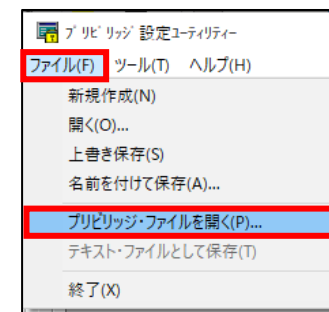 プリビリッジ 設定ユーティリティー
ファイル(F) ツール(T) ヘルプ(H)
新規作成(N)
開く(O)...
上書き保存(S)
名前を付けて保存(A)...
プリビリッジ・ファイルを開く(P)...
テキスト・ファイルとして保存(T)
終了(X)